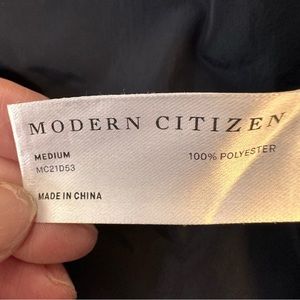 MODERN CITIZEN
MEDIUM
100% POLYESTER
MC21D53
MADE IN CHINA